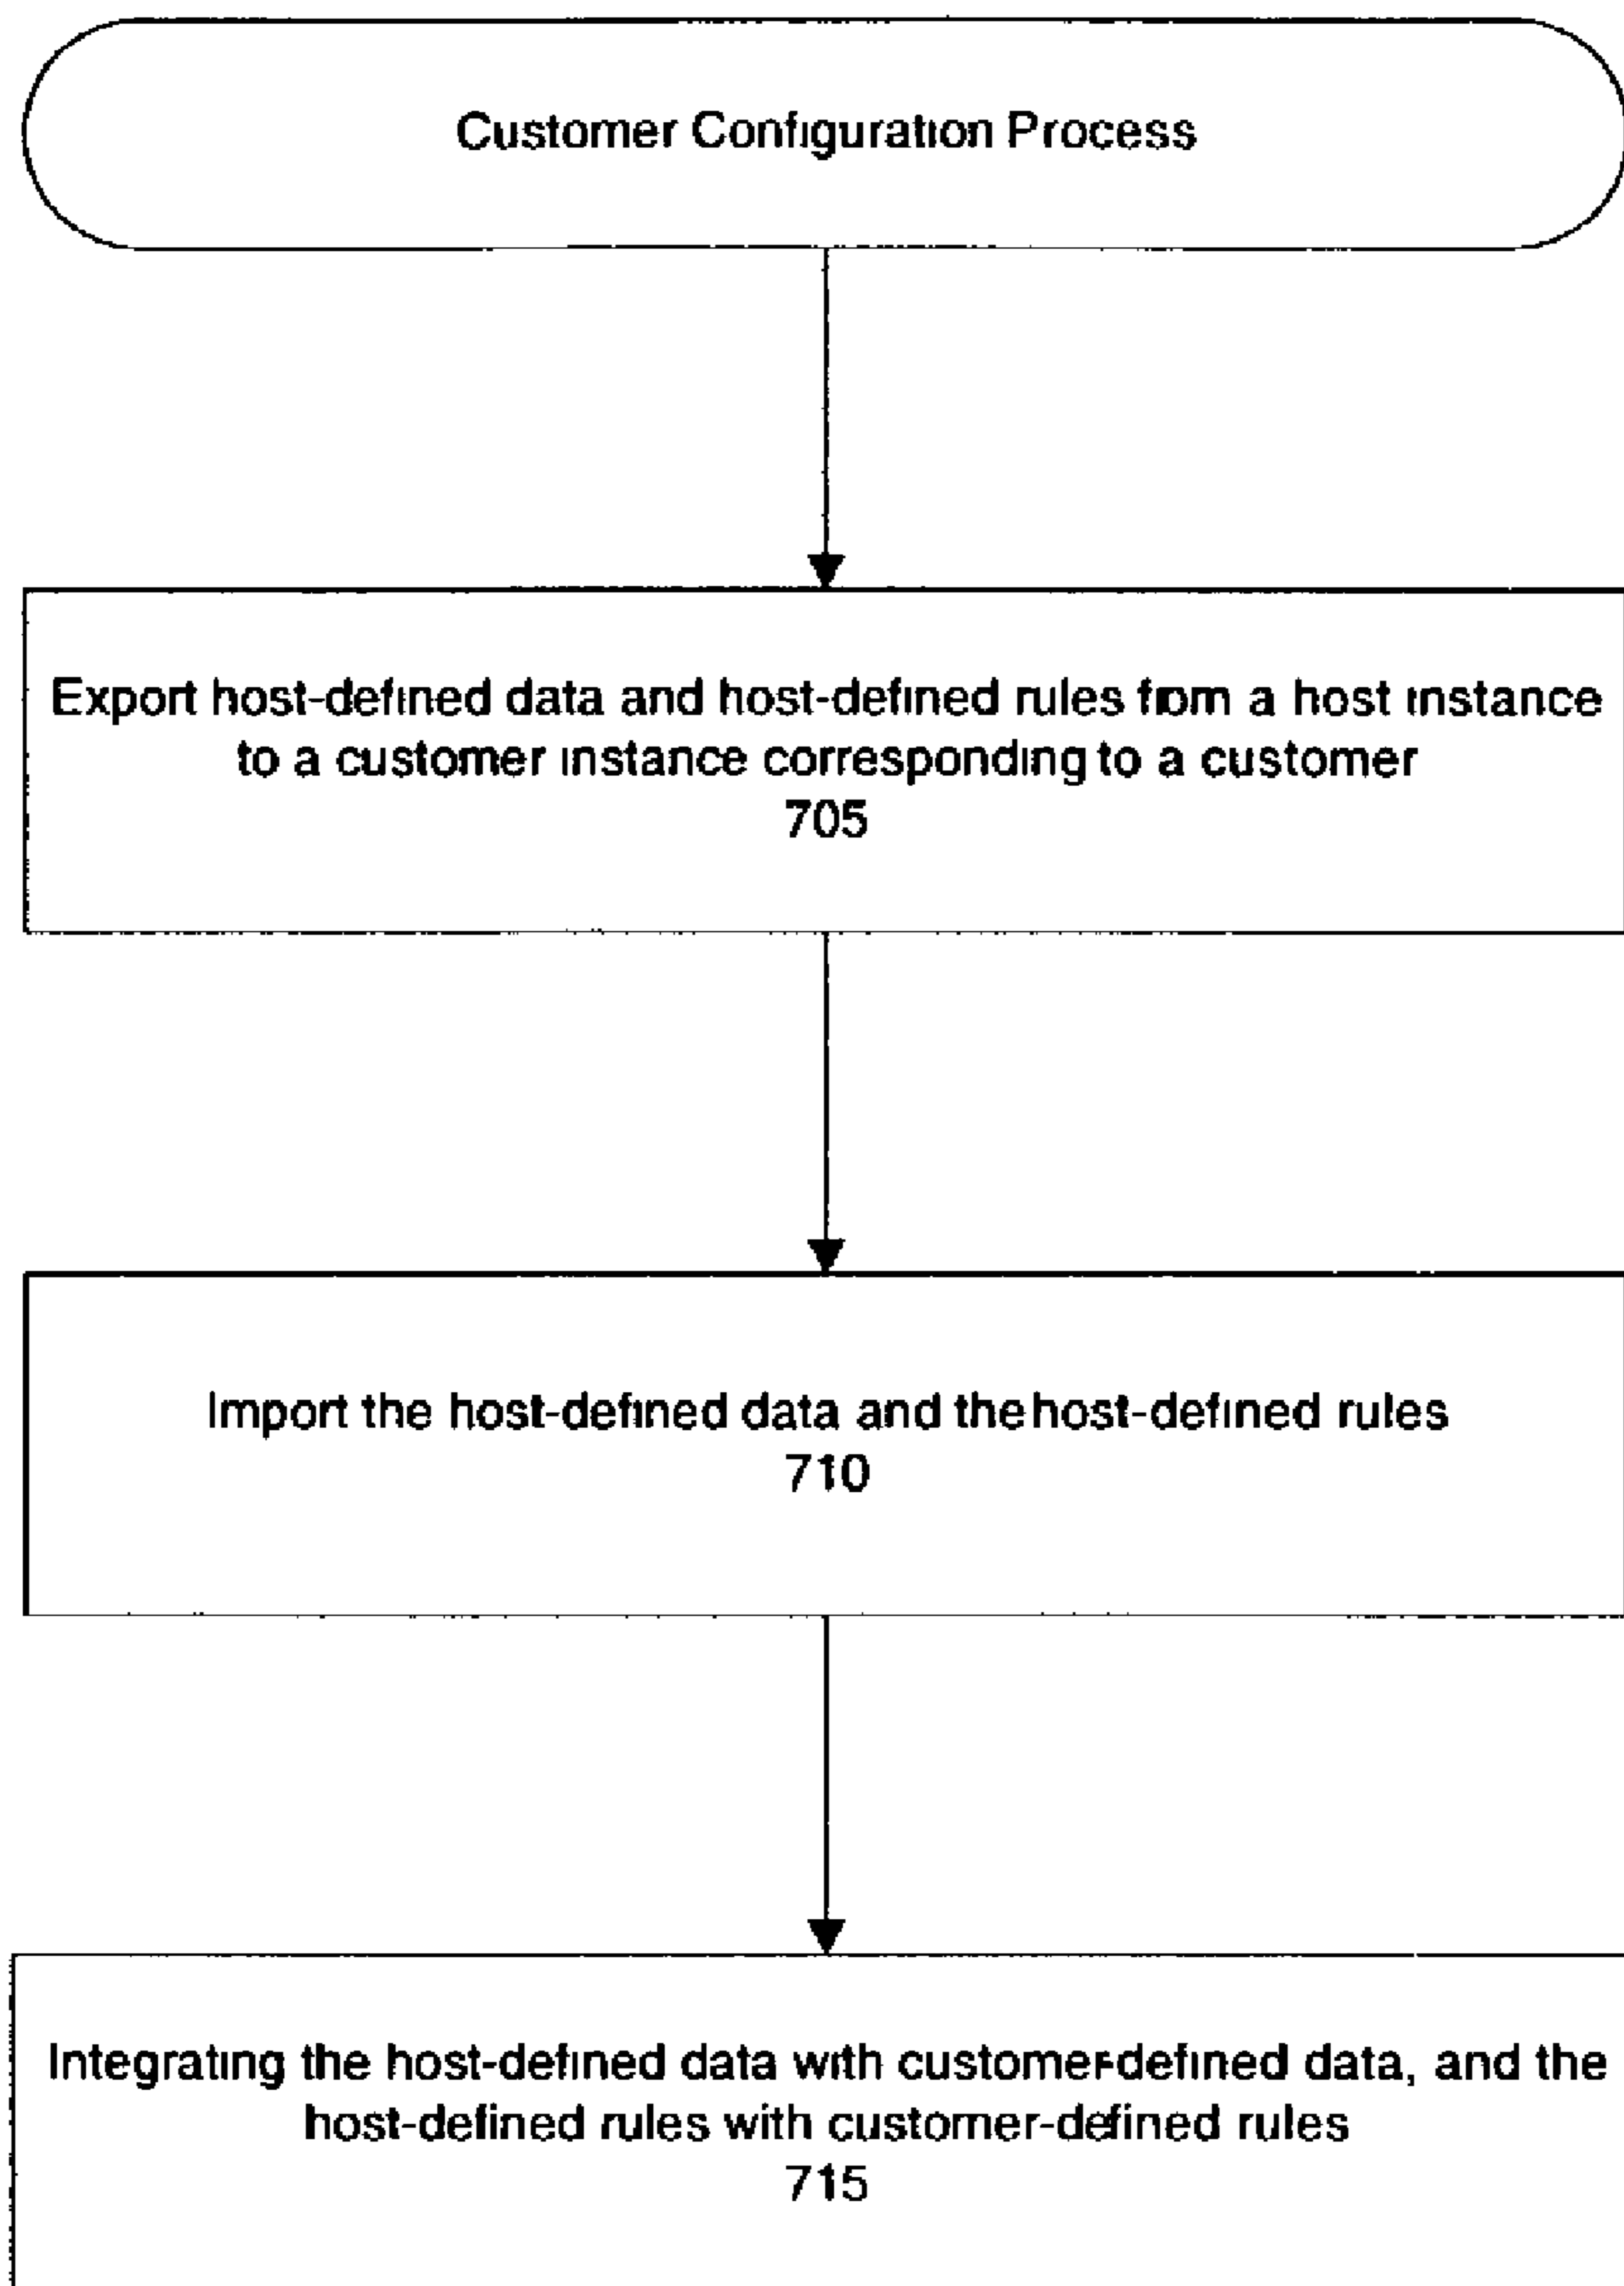 Customer Configuration Process
Export host-defined data and host-defined rules from a host instance
to a customer instance corresponding to a customer
705
Import the host-defined data and the host-defined rules
710
Integrating the host-defined data with customer-defined data, and the
host-defined rules with customer-defined rules
715